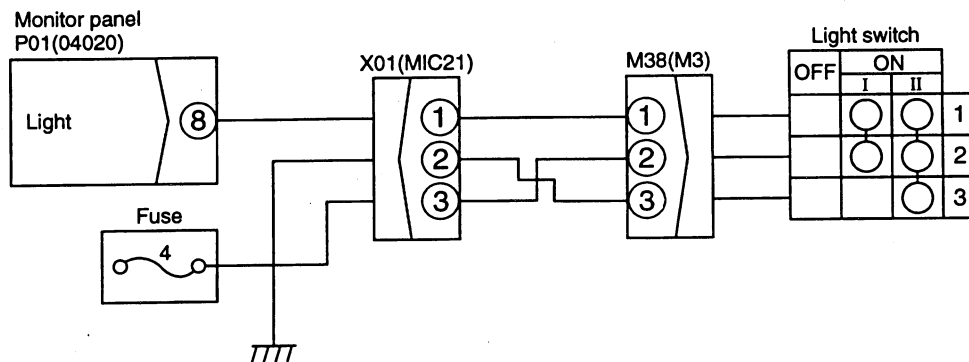 Monitor panel
P01(04020)
Light
8
X01(MIC21)
1
2
3
M38(M3)
1
2
3
Light switch
OFF
ON
I
II
1
2
3
Fuse
4